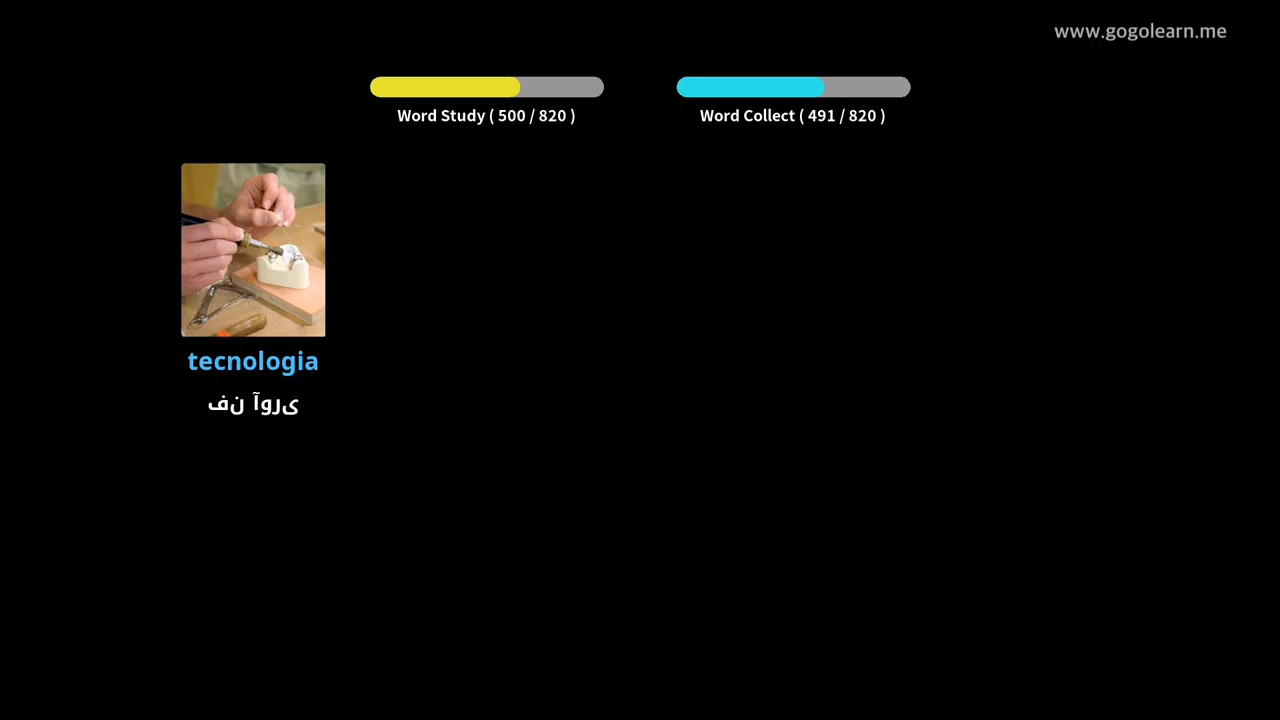 www.gogolearn.me
Word Study ( 500 / 820 )
Word Collect ( 491 / 820 )
tecnologia
فن آوری